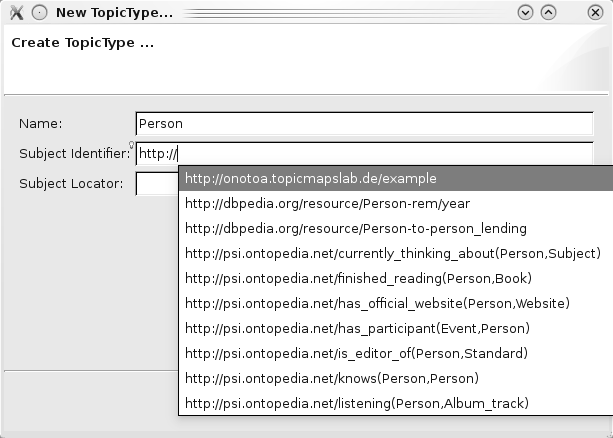 New TopicType...
Create TopicType ...
Name: Person
Subject Identifier: http://
Subject Locator:
http://onotoa.topicmapslab.de/example
http://dbpedia.org/resource/Person-rem/year
http://dbpedia.org/resource/Person-to-person_lending
http://psi.ontopedia.net/currently_thinking_about(Person,Subject)
http://psi.ontopedia.net/finished_reading(Person,Book)
http://psi.ontopedia.net/has_official_website(Person,Website)
http://psi.ontopedia.net/has_participant(Event,Person)
http://psi.ontopedia.net/is_editor_of(Person,Standard)
http://psi.ontopedia.net/knows(Person,Person)
http://psi.ontopedia.net/listening(Person,Album_track)